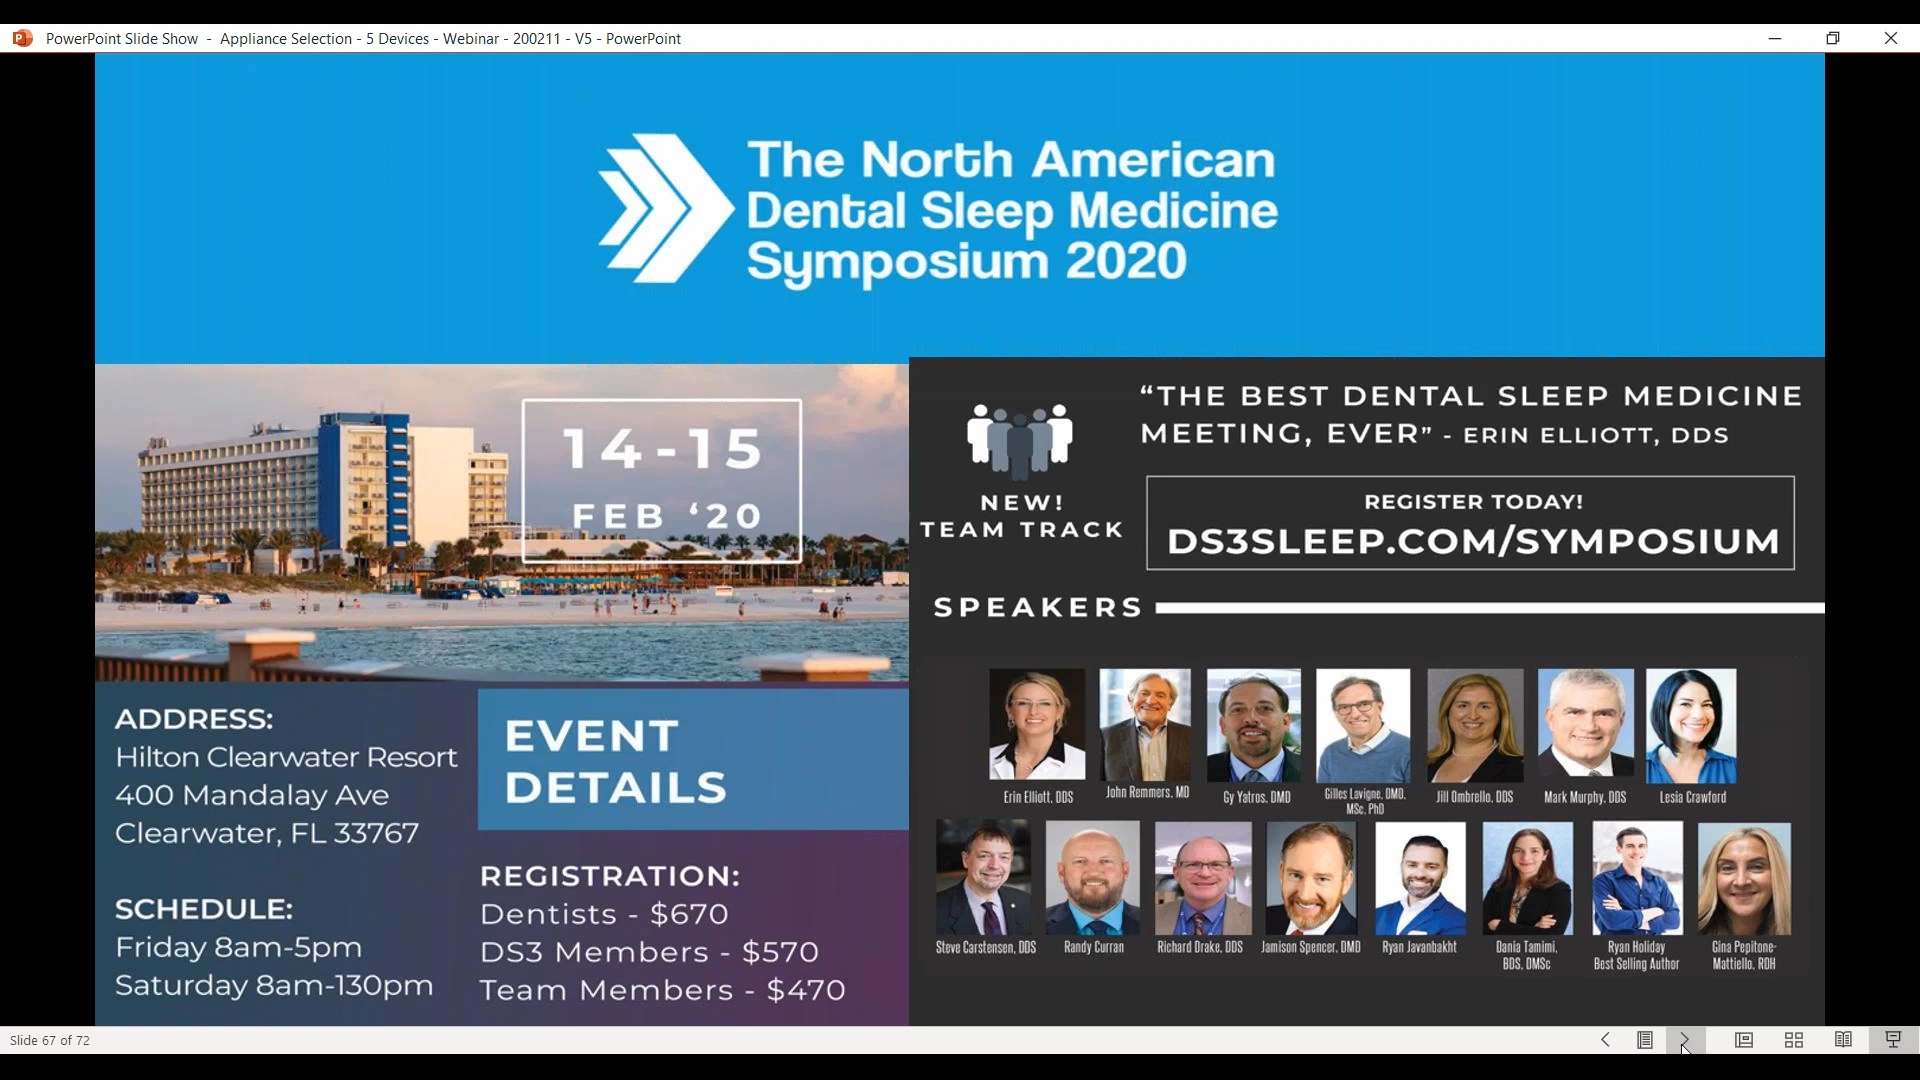 PowerPoint Slide Show - Appliance Selection - 5 Devices - Webinar - 200211 - V5 - PowerPoint
The North American
Dental Sleep Medicine
Symposium 2020
14-15
FEB ‘20
ADDRESS:
Hilton Clearwater Resort
400 Mandalay Ave
Clearwater, FL 33767
SCHEDULE:
Friday 8am-5pm
Saturday 8am-130pm
EVENT
DETAILS
REGISTRATION:
Dentists - $670
DS3 Members - $570
Team Members - $470
NEW!
TEAM TRACK
“THE BEST DENTAL SLEEP MEDICINE
MEETING, EVER” - ERIN ELLIOTT, DDS
REGISTER TODAY!
DS3SLEEP.COM/SYMPOSIUM
SPEAKERS
Erin Elliott, DDS
John Remmers, MD
Gy Yatros, DMD
Gilles Lavigne, DMD,
MSc, PhD
Jill Ombrello, DDS
Mark Murphy, DDS
Lesia Crawford
Steve Carstensen, DDS
Randy Curran
Richard Drake, DDS
Jamison Spencer, DMD
Ryan Javanbakht
Dania Tamimi,
BDS, DMSc
Ryan Holiday
Best Selling Author
Gina Pepitone-
Mattiello, RDH
Slide 67 of 72